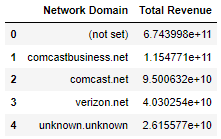 Network Domain Total Revenue
0 (not set) 6.743998e+11
1 comcastbusiness.net 1.154771e+11
2 comcast.net 9.500632e+10
3 verizon.net 4.030254e+10
4 unknown.unknown 2.615577e+10